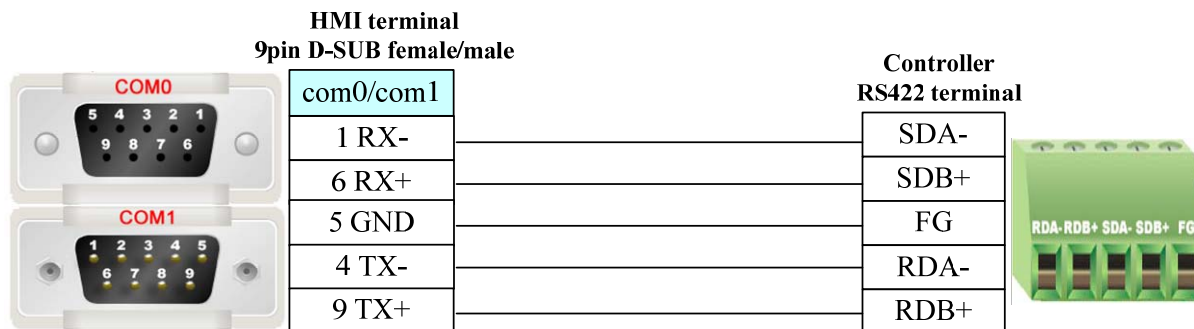 HMI terminal
9pin D-SUB female/male
Controller
RS422 terminal
COM0
5 4 3 2 1
9 8 7 6
COM1
1 2 3 4 5
6 7 8 9
com0/com1
1 RX-
6 RX+
5 GND
4 TX-
9 TX+
SDA-
SDB+
FG
RDA-
RDB+
RDA- RDB+ SDA- SDB+ FG